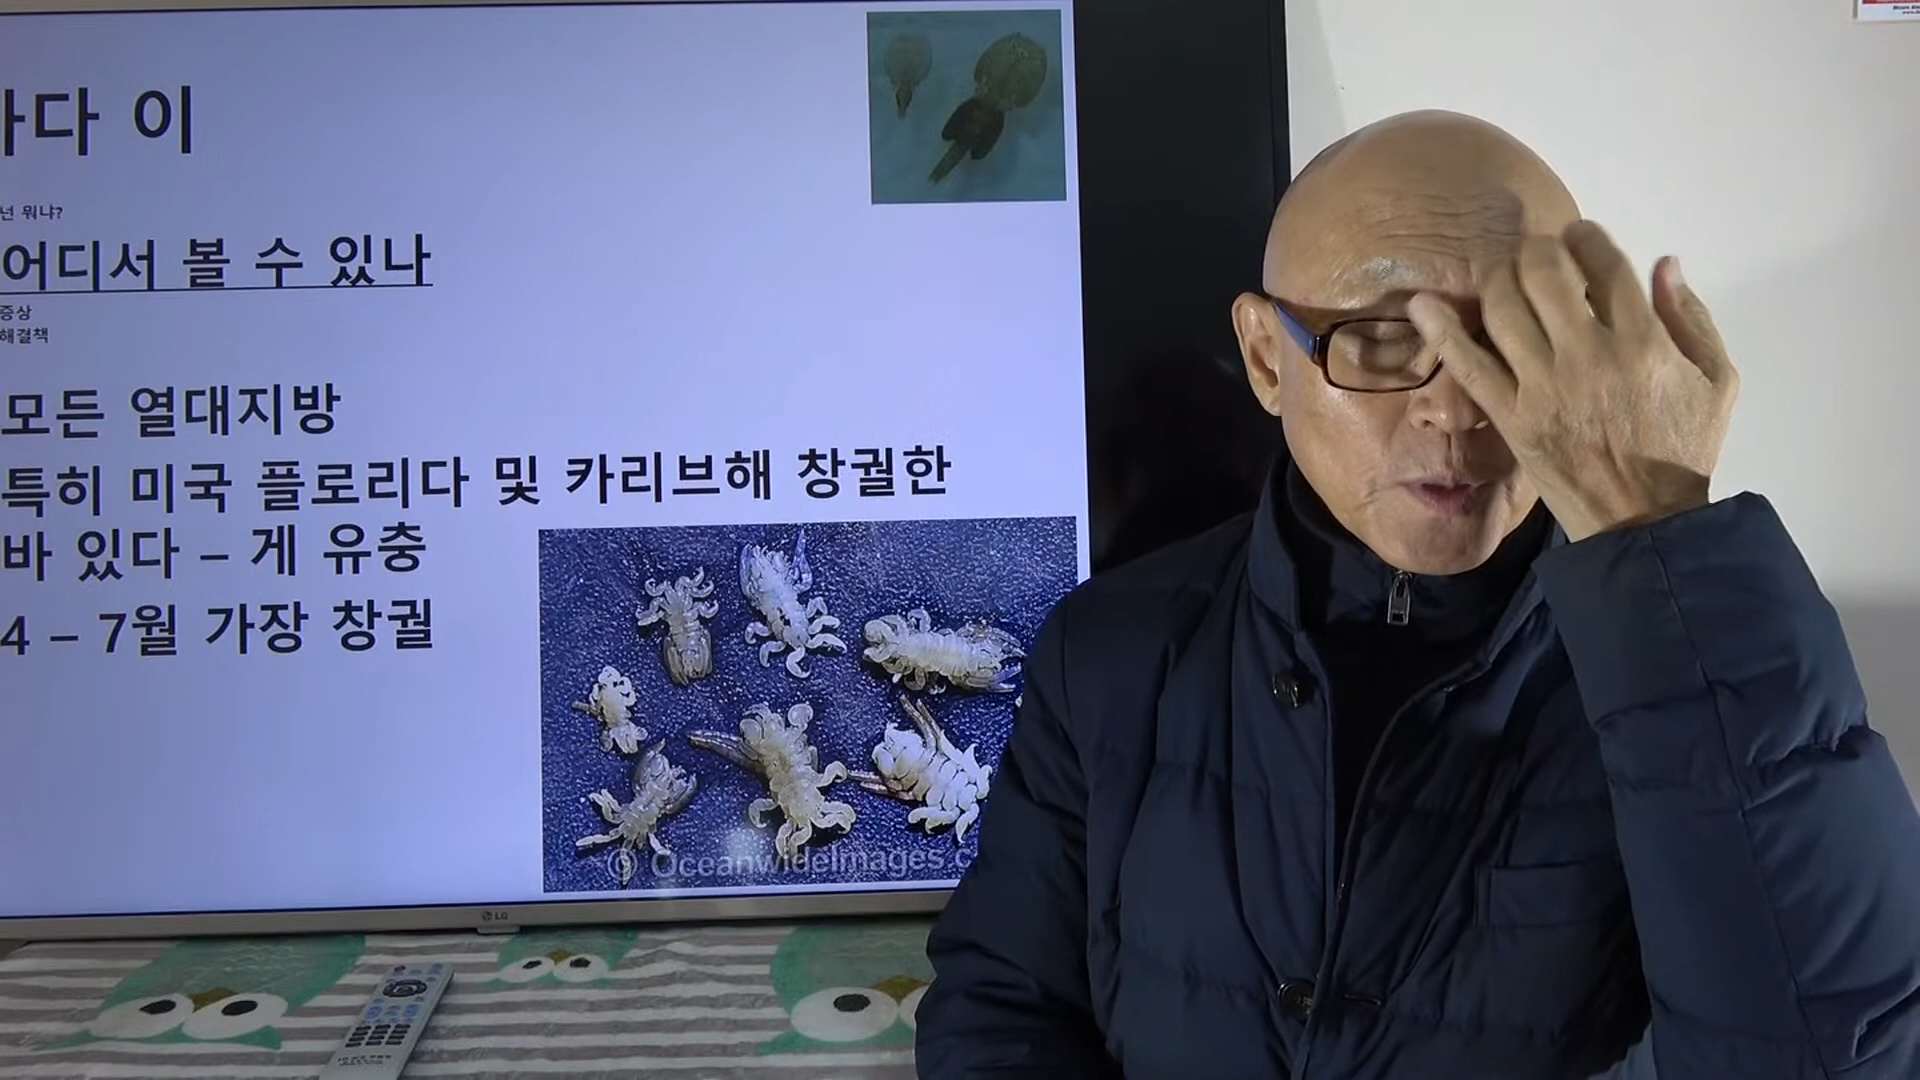 다 이
넌 뭐냐?
어디서 볼 수 있나
증상
해결책
모든 열대지방
특히 미국 플로리다 및 카리브해 창궐한
바 있다 – 게 유충
4 – 7월 가장 창궐
© Oceanwideimages.c
LG